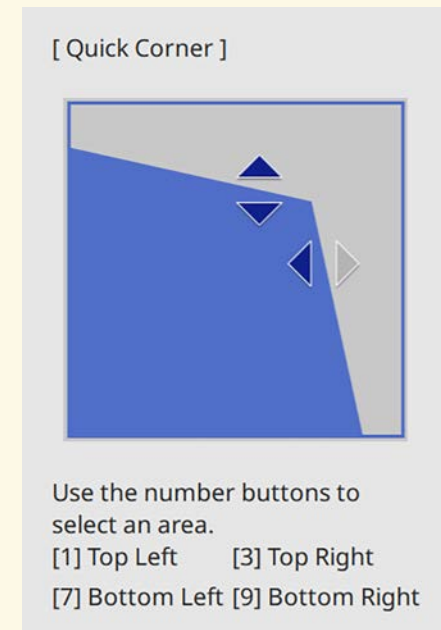 [ Quick Corner ]
Use the number buttons to
select an area.
[1] Top Left [3] Top Right
[7] Bottom Left [9] Bottom Right